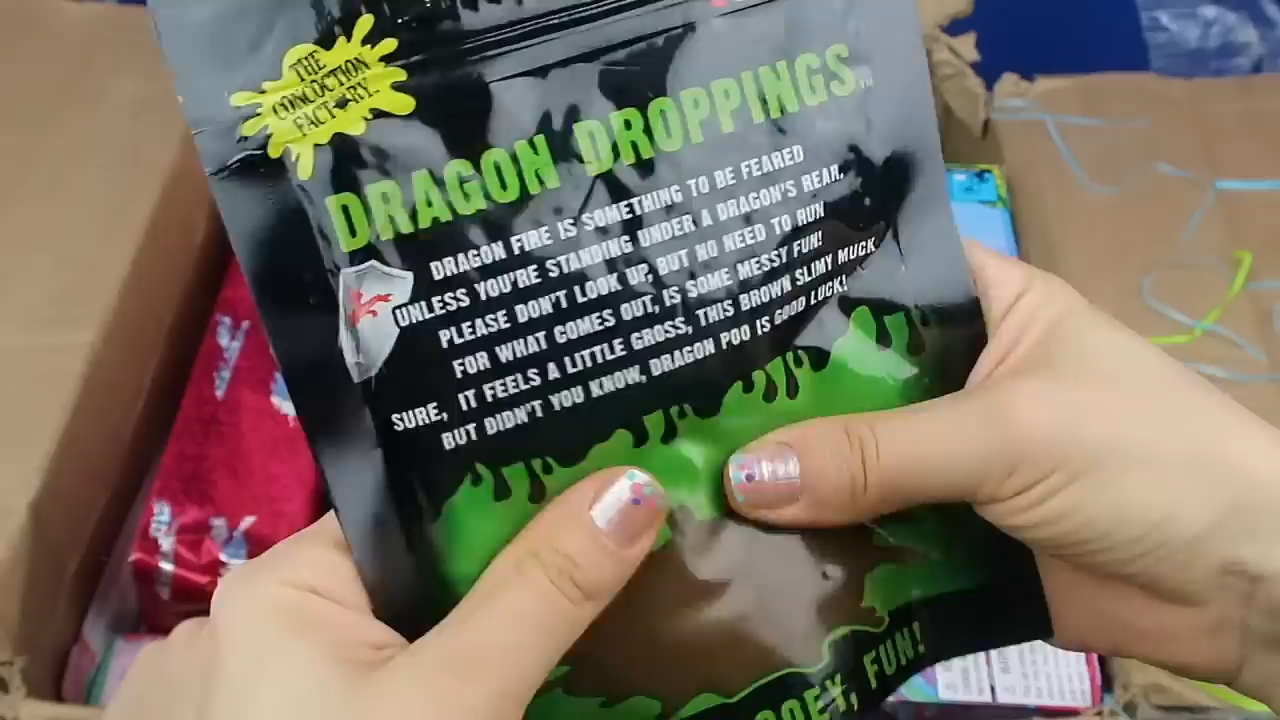 THE
CONCOCTION
FACTORY
DRAGON DROPPINGS
DRAGON FIRE IS SOMETHING TO BE FEARED
UNLESS YOU'RE STANDING UNDER A DRAGON'S REAR.
PLEASE DON'T LOOK UP, BUT NO NEED TO RUN
FOR WHAT COMES OUT, IS SOME MESSY FUN!
SURE, IT FEELS A LITTLE GROSS, THIS BROWN SLIMY MUCK
BUT DIDN'T YOU KNOW, DRAGON POO IS GOOD LUCK!
FUN!